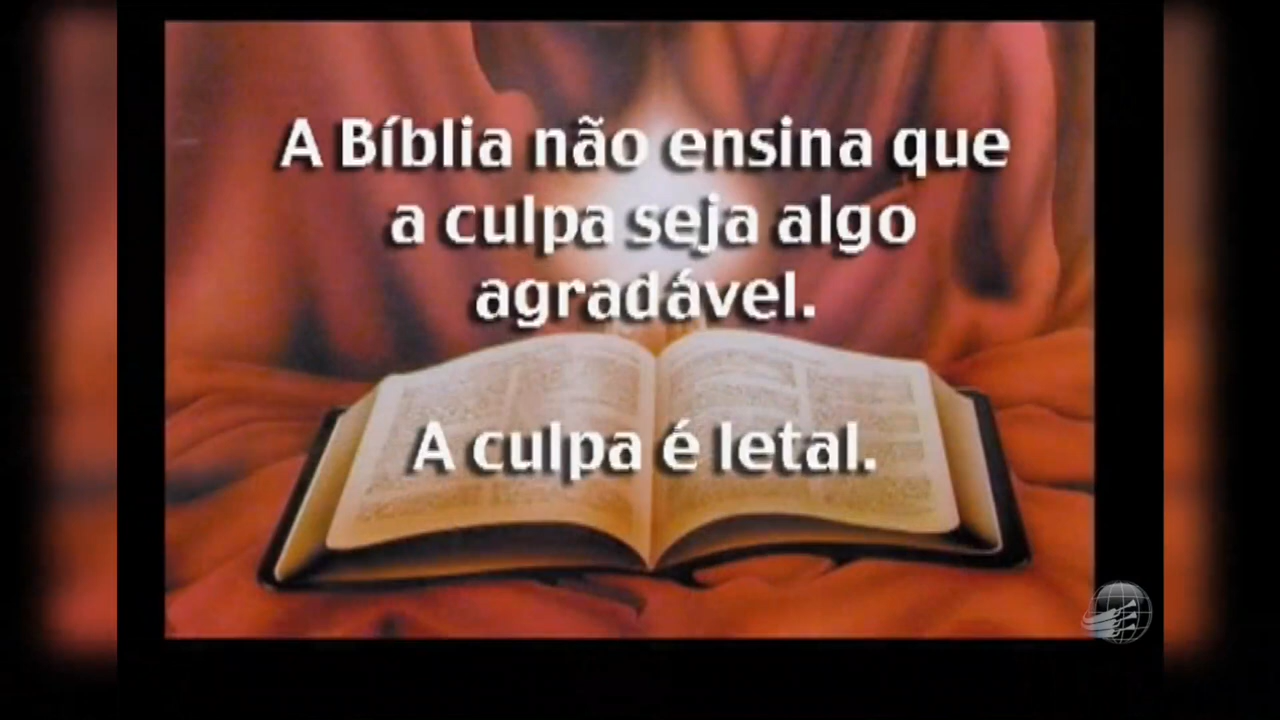 A Bíblia não ensina que
a culpa seja algo
agradável.
A culpa é letal.